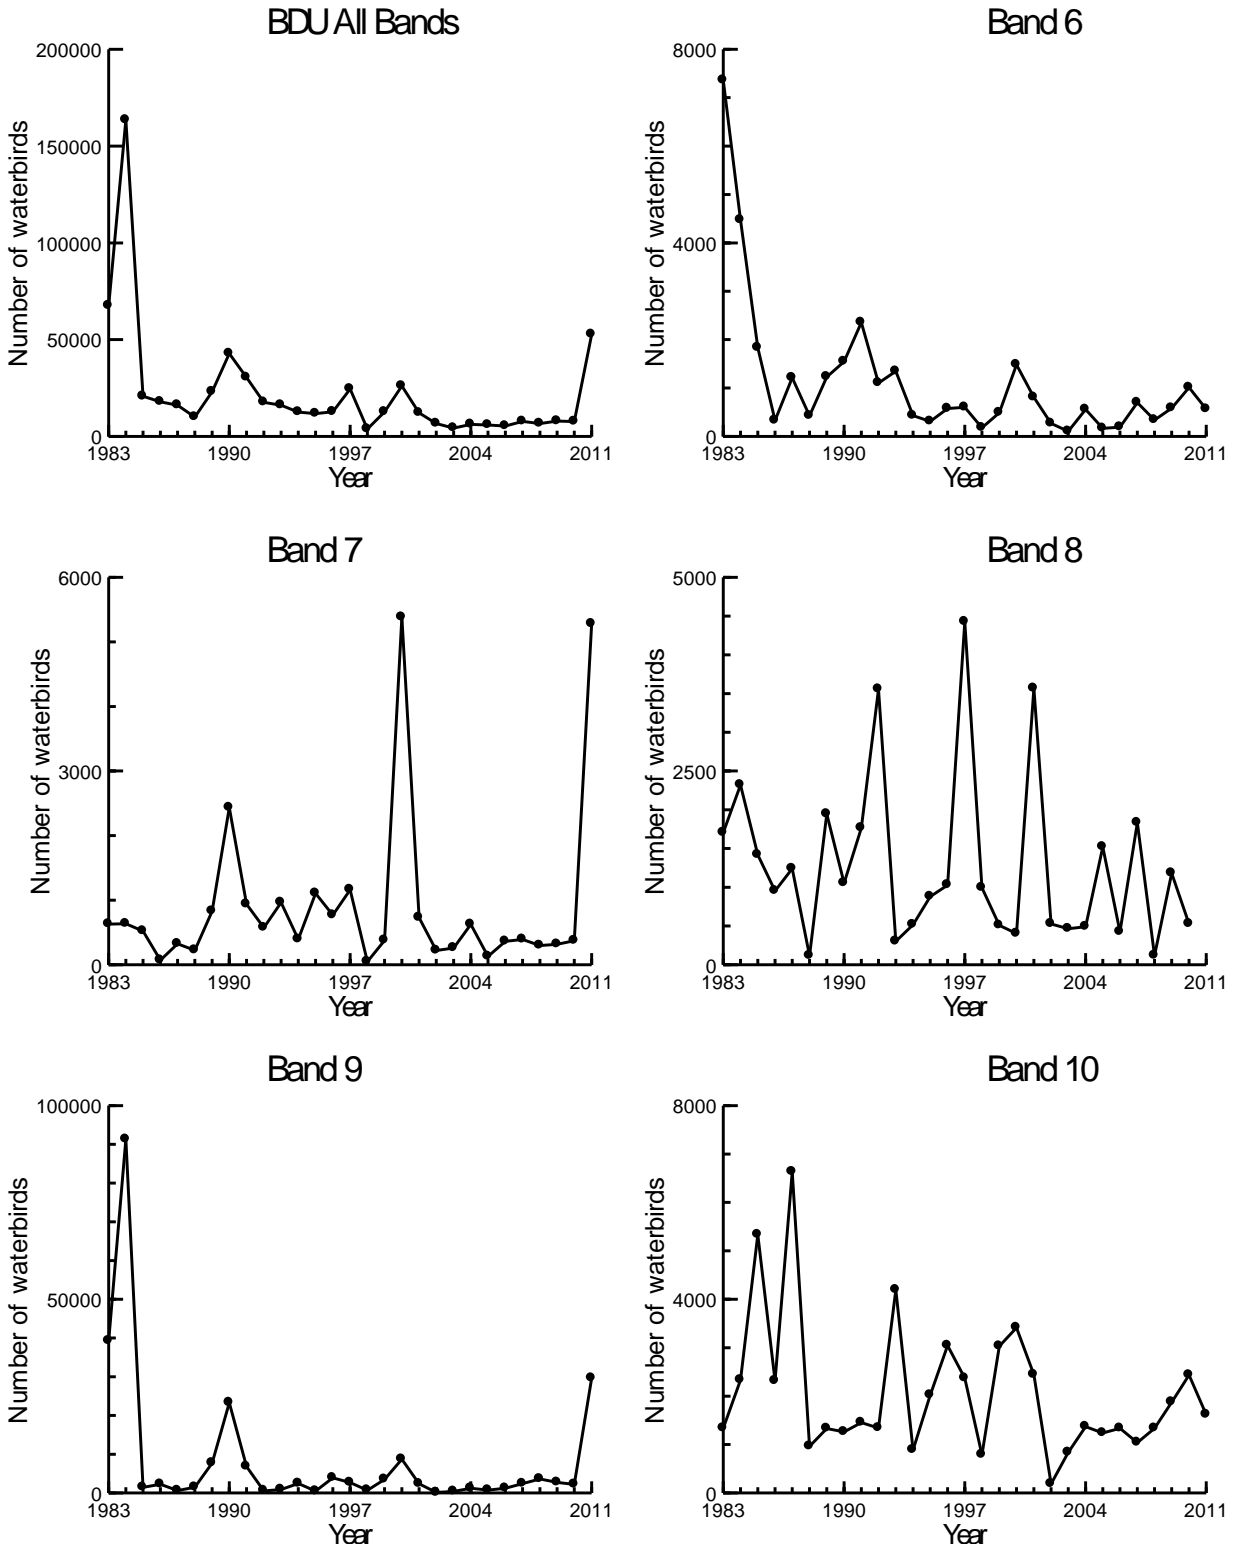 BDU All Bands
200000
150000
100000
50000
0
Number of waterbirds
1983 1990 1997 2004 2011
Year
Band 6
8000
4000
0
Number of waterbirds
1983 1990 1997 2004 2011
Year
Band 7
6000
3000
0
Number of waterbirds
1983 1990 1997 2004 2011
Year
Band 8
5000
2500
0
Number of waterbirds
1983 1990 1997 2004 2011
Year
Band 9
100000
50000
0
Number of waterbirds
1983 1990 1997 2004 2011
Year
Band 10
8000
4000
0
Number of waterbirds
1983 1990 1997 2004 2011
Year